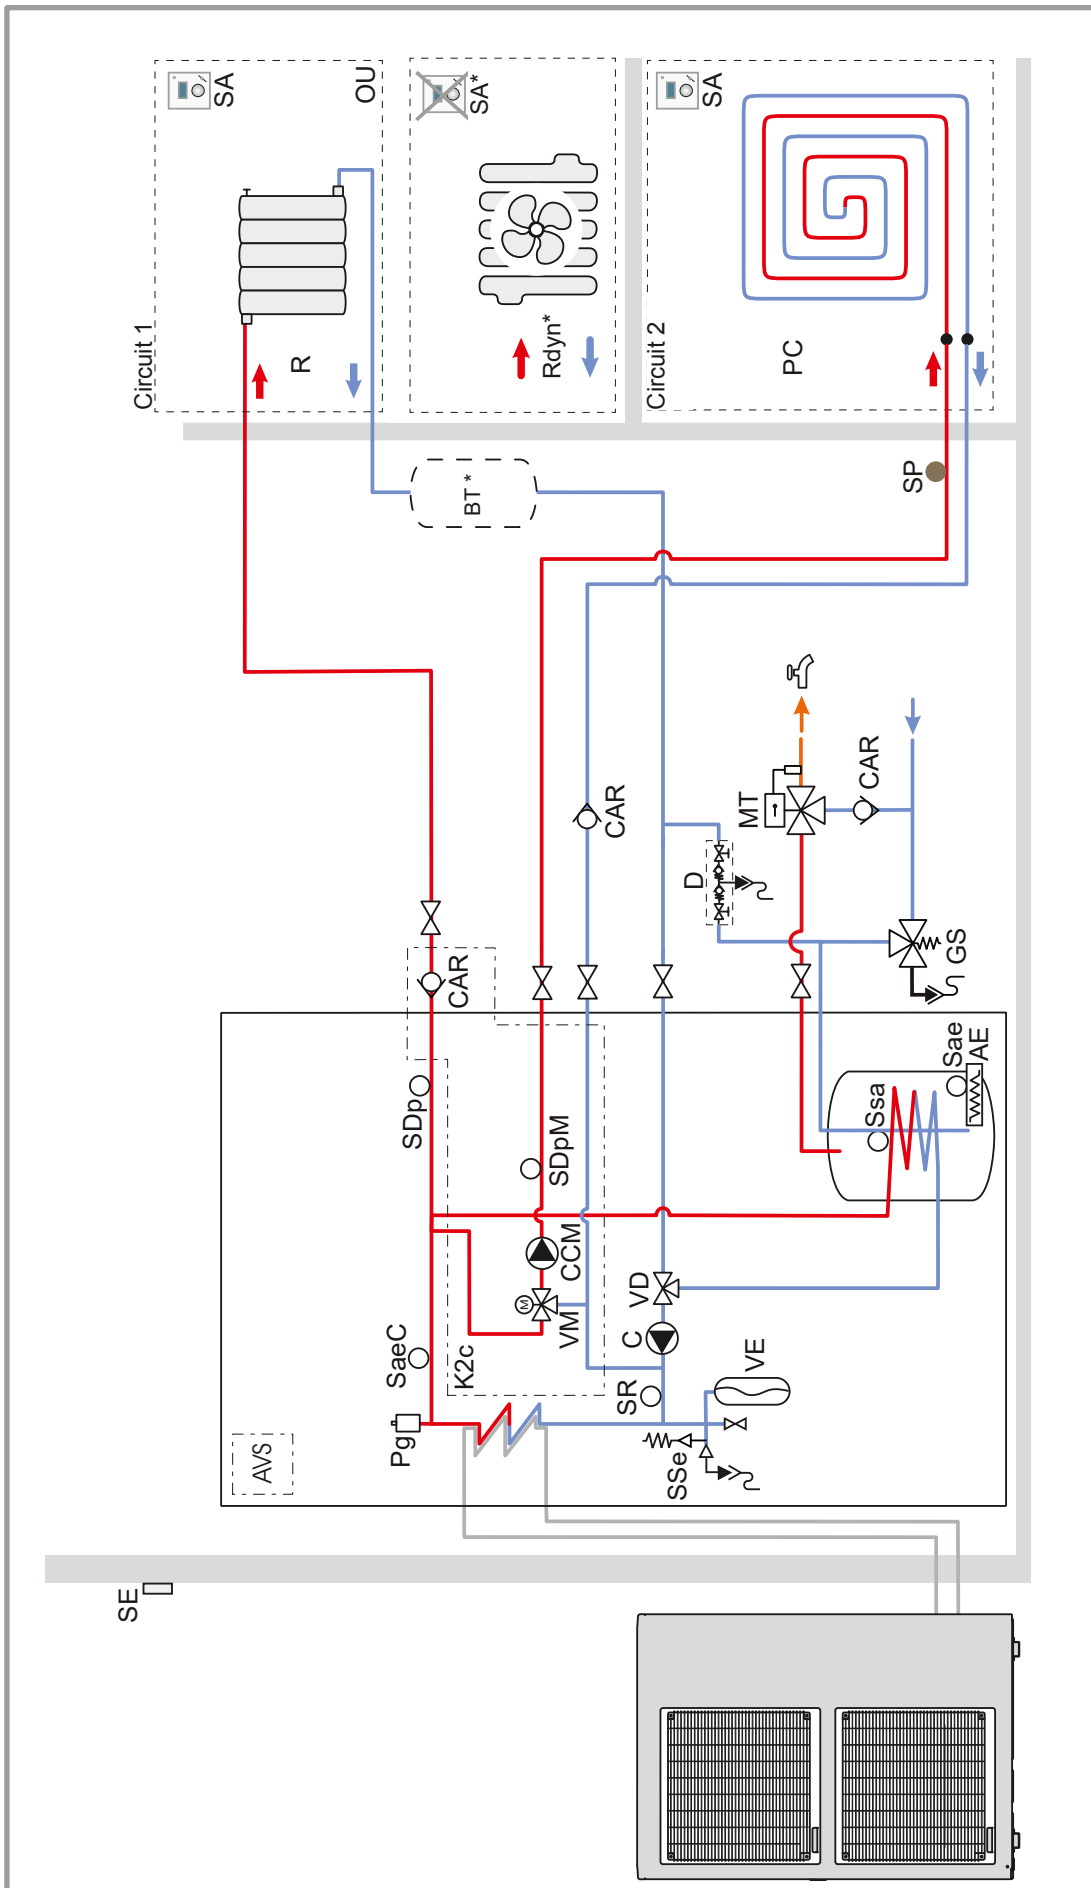 Circuit 1
SA
OU
R
SA*
Rdyn*
Circuit 2
SA
PC
BT *
SP
CAR
CAR
MT
CAR
D
GS
SDp
SDpM
Ssa
Sae
AE
CCM
VM
VD
C
SaeC
K2c
SR
VE
Pg
SSe
AVS
M
SE